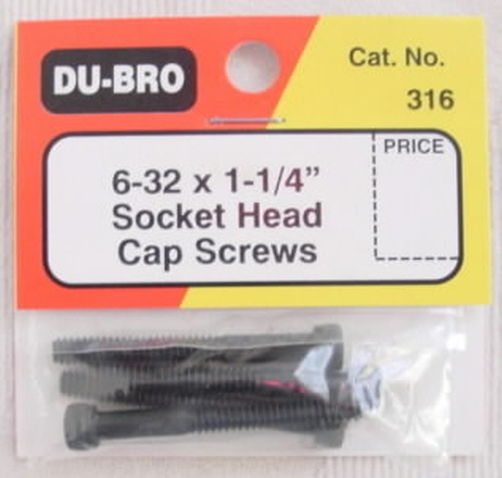 DU-BRO
Cat. No.
316
PRICE
6-32 x 1-1/4”
Socket Head
Cap Screws